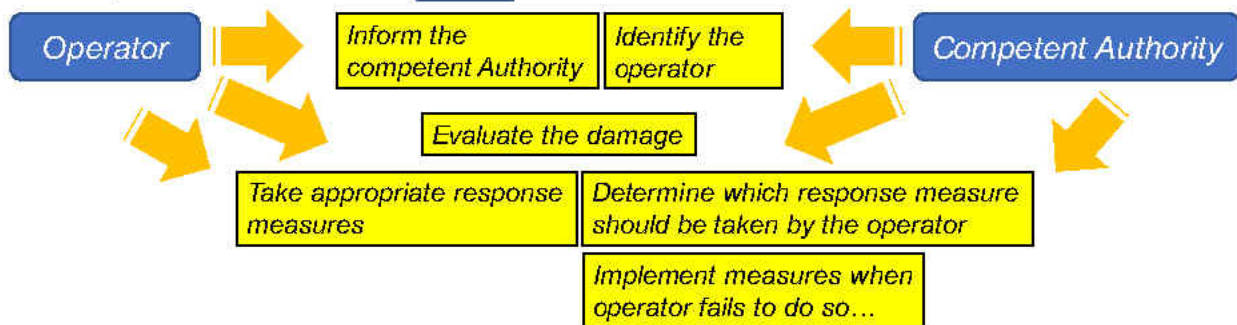 Operator
Inform the
competent Authority
Identify the
operator
Competent Authority
Evaluate the damage
Take appropriate response
measures
Determine which response measure
should be taken by the operator
Implement measures when
operator fails to do so…